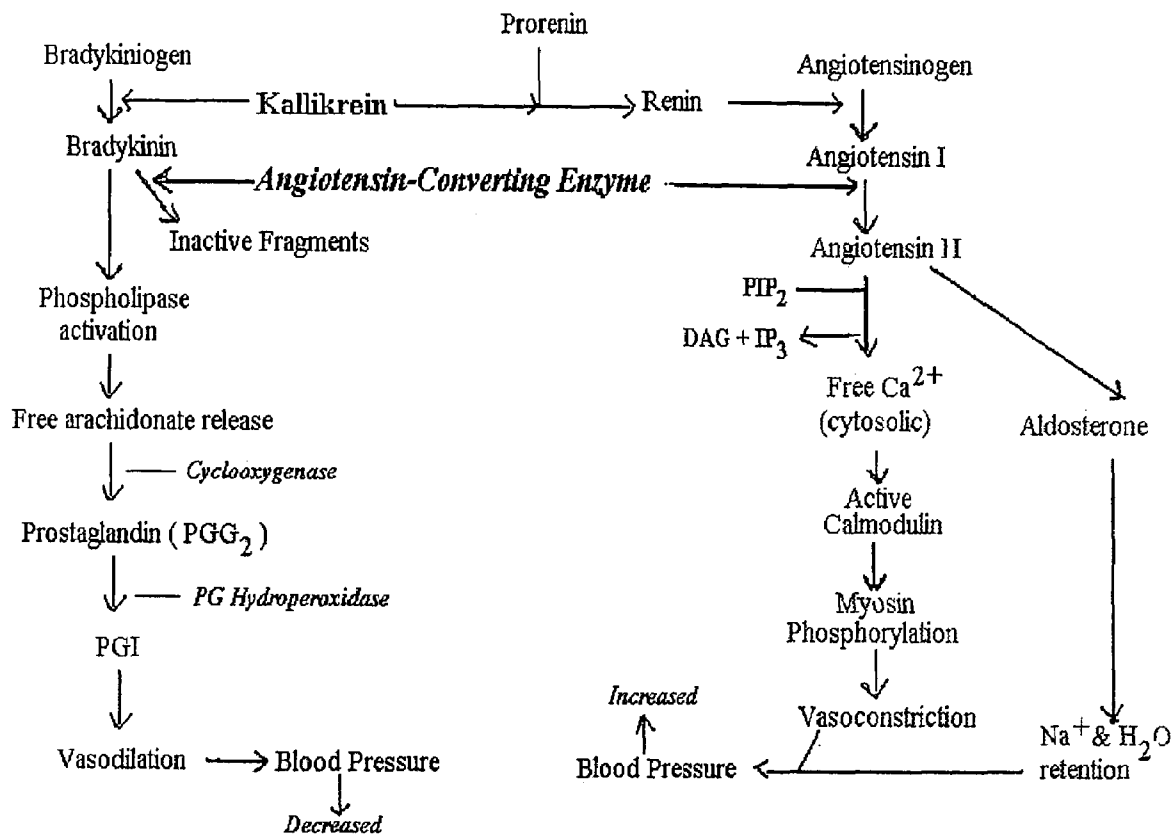 Prorenin
Bradykiniogen
Angiotensinogen
Kallikrein
Renin
Bradykinin
Angiotensin I
Angiotensin-Converting Enzyme
Inactive Fragments
Angiotensin II
Phospholipase
activation
PIP2
DAG + IP3
Free Ca2+
(cytosolic)
Free arachidonate release
Aldosterone
Cyclooxygenase
Active
Calmodulin
Prostaglandin (PGG2)
PG Hydroperoxidase
Myosin
Phosphorylation
PGI
Increased
Vasoconstriction
Na+ & H2O
retention
Vasodilation
Blood Pressure
Blood Pressure
Decreased